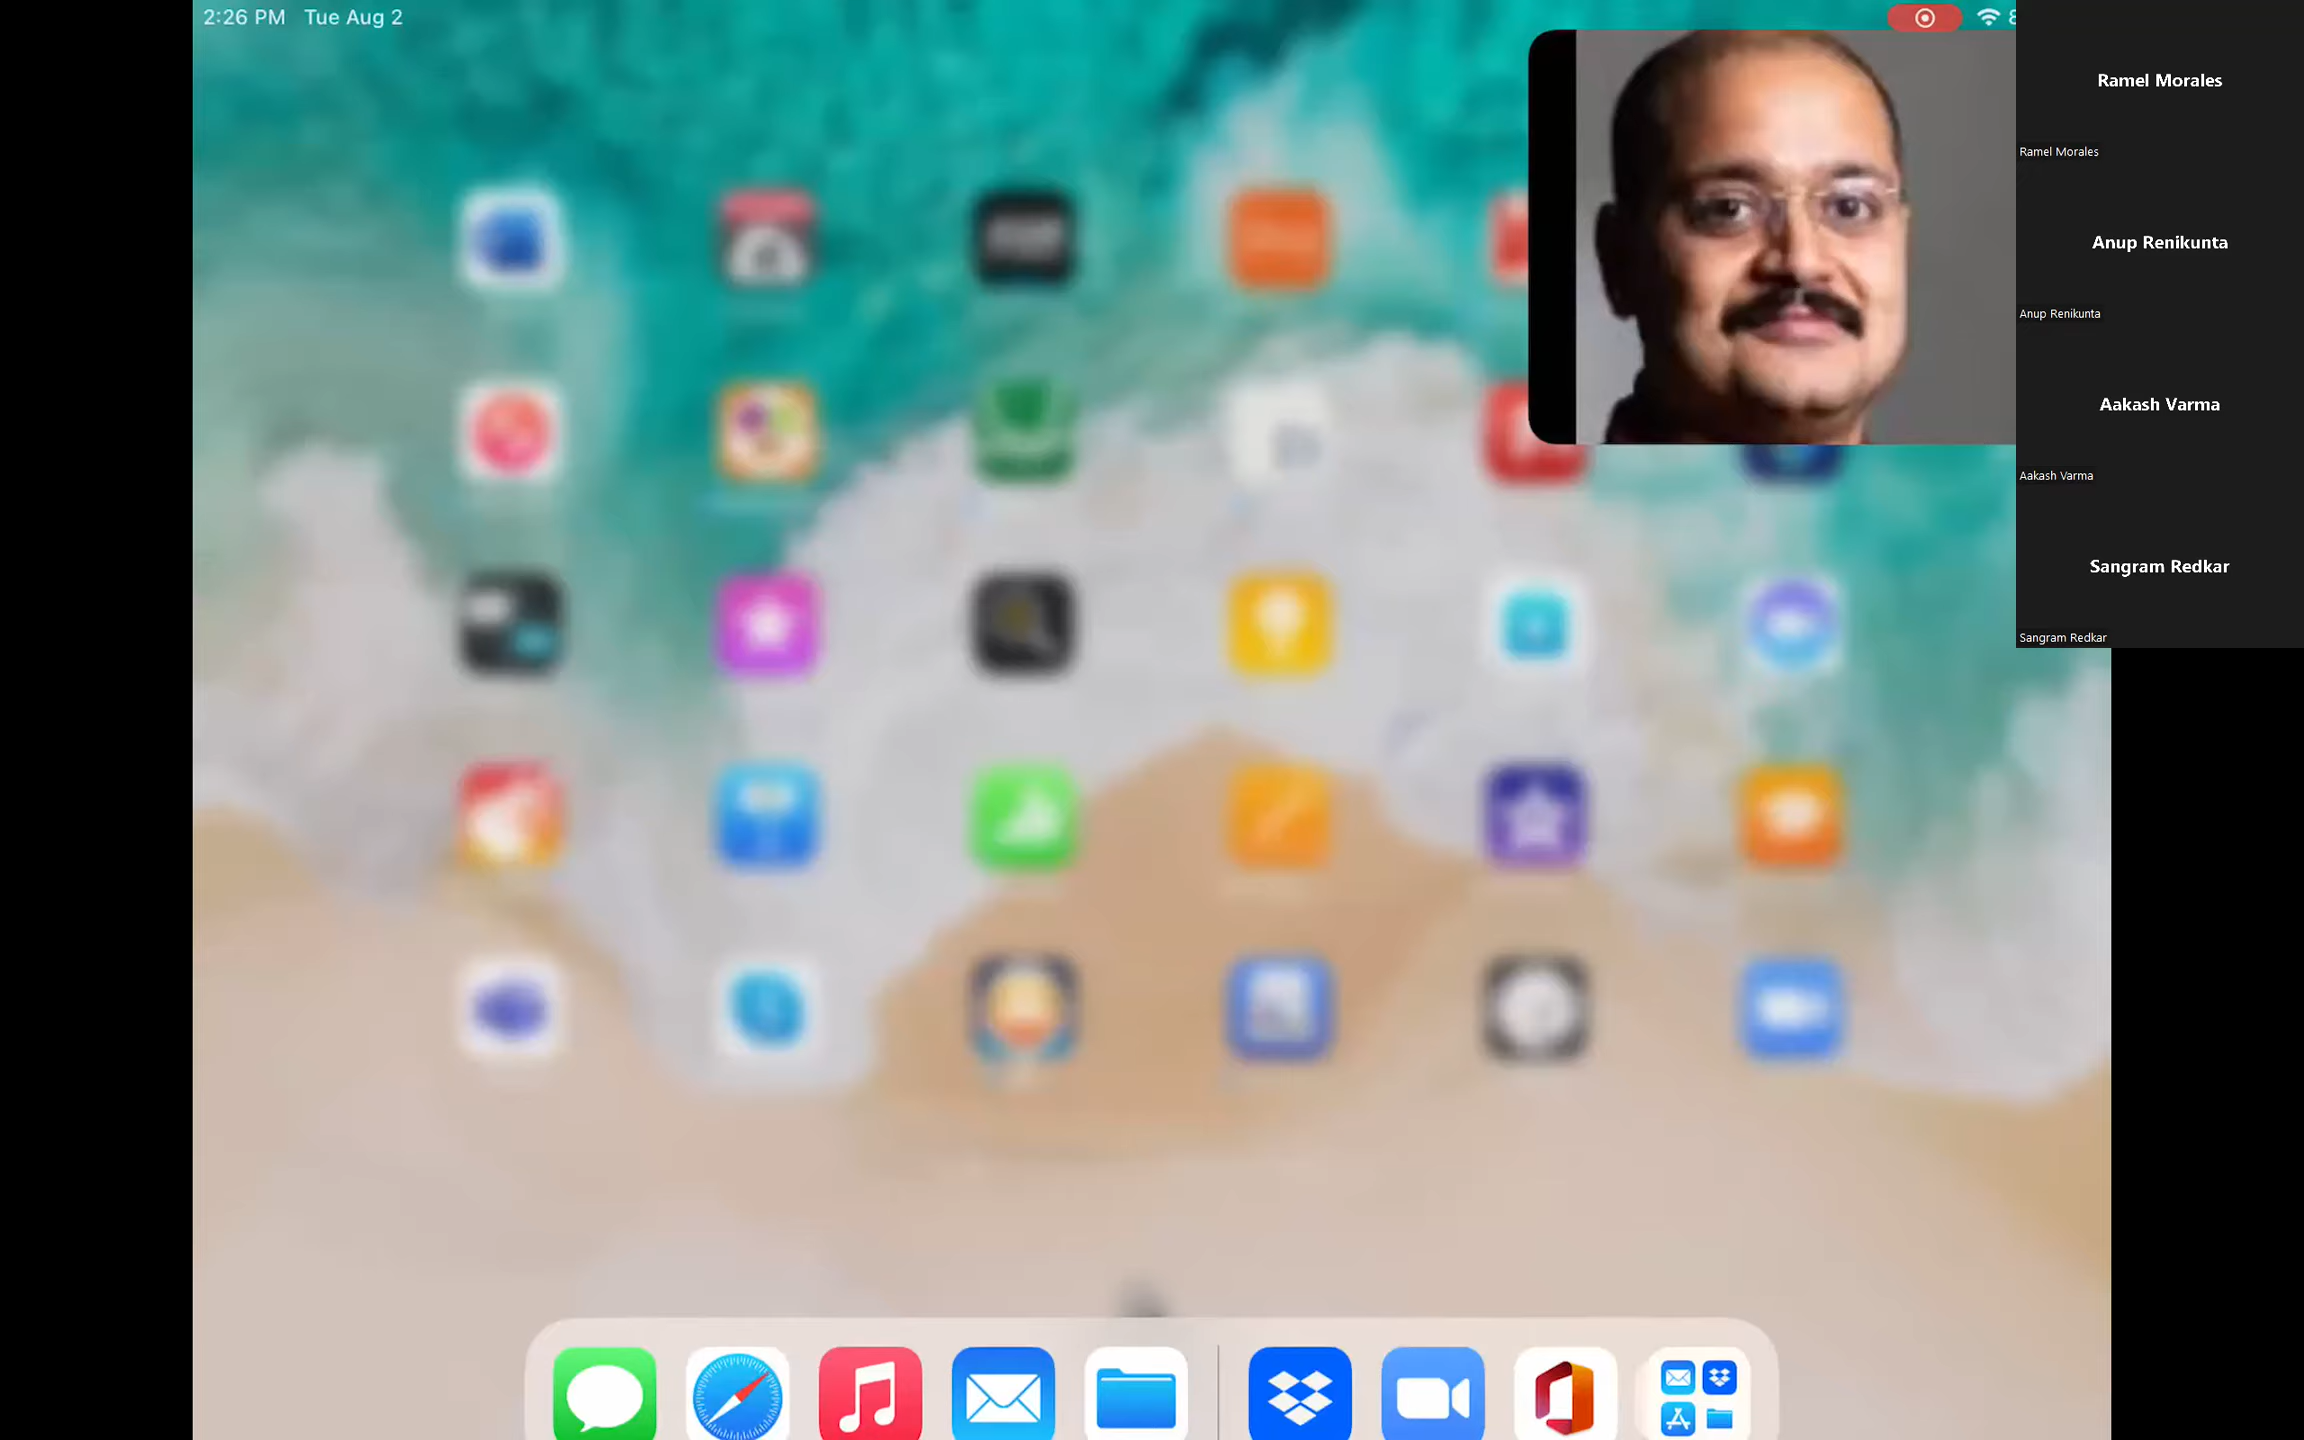 2:26 PM Tue Aug 2
Ramel Morales
Ramel Morales
Anup Renikunta
Anup Renikunta
Aakash Varma
Aakash Varma
Sangram Redkar
Sangram Redkar